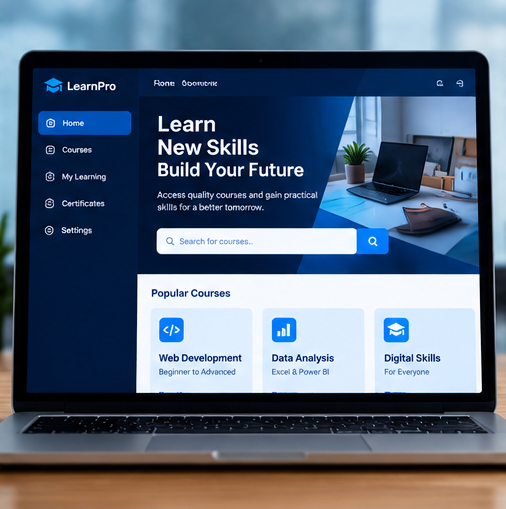 LearnPro
Home
Home
Courses
My Learning
Certificates
Settings
Learn
New Skills
Build Your Future
Access quality courses and gain practical
skills for a better tomorrow.
Search for courses..
Popular Courses
Web Development
Beginner to Advanced
Data Analysis
Excel & Power BI
Digital Skills
For Everyone